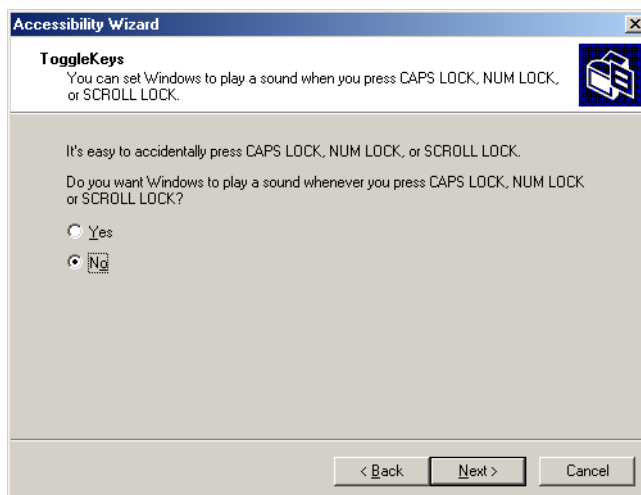 Accessibility Wizard
ToggleKeys
You can set Windows to play a sound when you press CAPS LOCK, NUM LOCK,
or SCROLL LOCK.
It's easy to accidentally press CAPS LOCK, NUM LOCK, or SCROLL LOCK.
Do you want Windows to play a sound whenever you press CAPS LOCK, NUM LOCK
or SCROLL LOCK?
Yes
No
< Back Next > Cancel